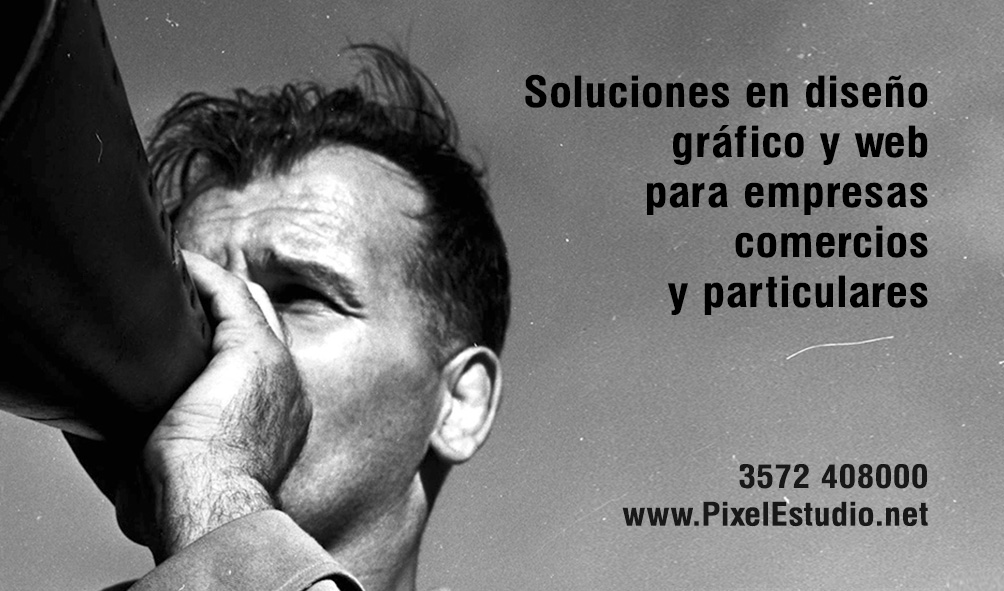 Soluciones en diseño
gráfico y web
para empresas
comercios
y particulares
3572 408000
www.PixelEstudio.net